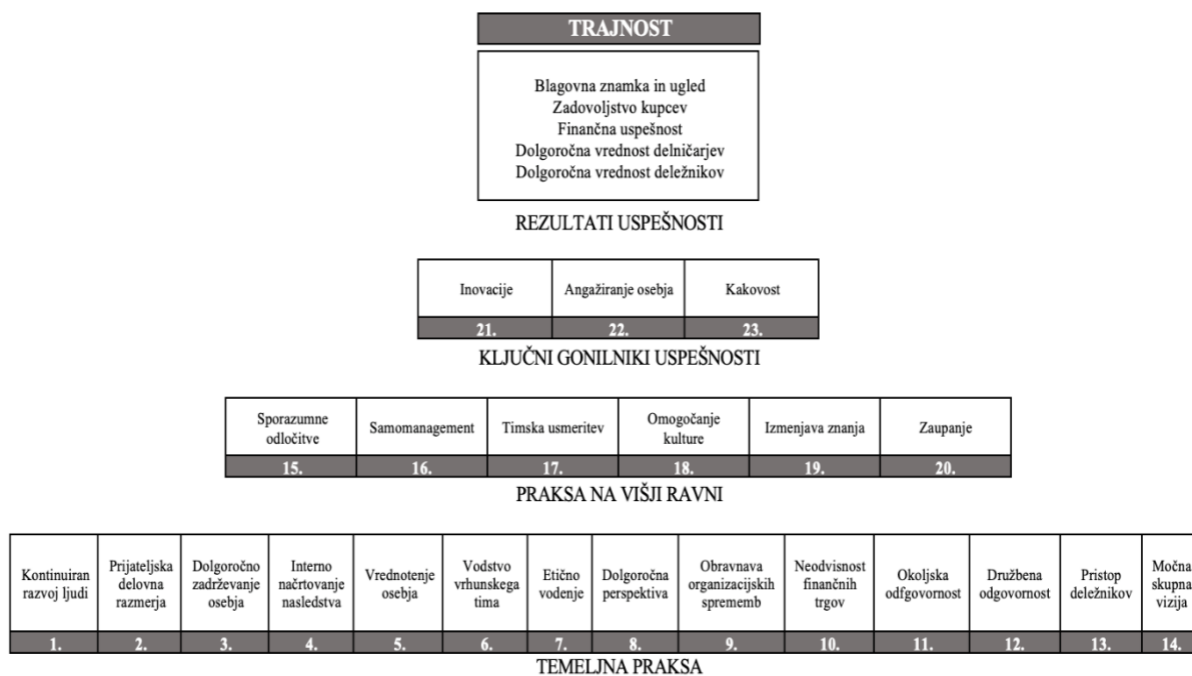 TRAJNOST
Blagovna znamka in ugled
Zadovoljstvo kupcev
Finančna uspešnost
Dolgoročna vrednost delničarjev
Dolgoročna vrednost deležnikov
REZULTATI USPEŠNOSTI
Inovacije
21.
Angažiranje osebja
22.
Kakovost
23.
KLJUČNI GONILNIKI USPEŠNOSTI
Sporazumne
odločitve
15.
Samomanagement
16.
Timska usmeritev
17.
Omogočanje
kulture
18.
Izmenjava znanja
19.
Zaupanje
20.
PRAKSA NA VIŠJI RAVNI
Kontinuiran
razvoj ljudi
1.
Prijateljska
delovna
razmerja
2.
Dolgoročno
zadrževanje
osebja
3.
Interno
načrtovanje
nasledstva
4.
Vrednotenje
osebja
5.
Vodstvo
vrhunskega
tima
6.
Etično
vodenje
7.
Dolgoročna
perspektiva
8.
Obravnava
organizacijskih
sprememb
9.
Neodvisnost
finančnih
trgov
10.
Okoljska
odfgovornost
11.
Družbena
odgovornost
12.
Pristop
deležnikov
13.
Močna
skupna
vizija
14.
TEMELJNA PRAKSA